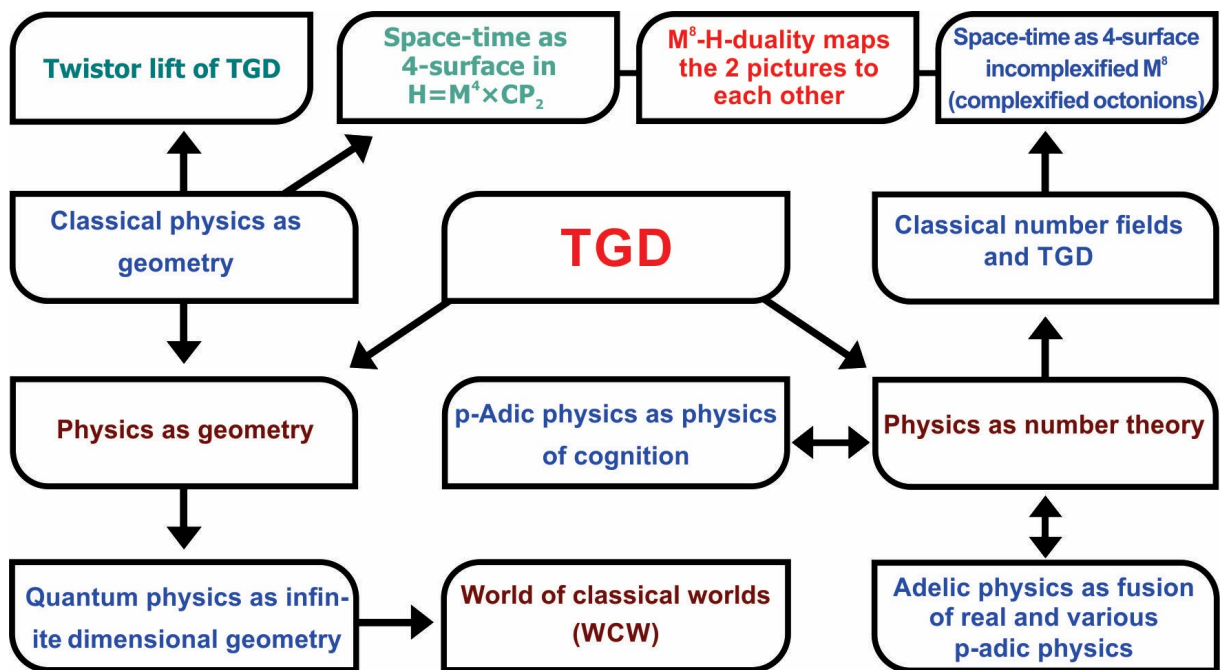 Twistor lift of TGD
Space-time as
4-surface in
H=M⁴×CP₂
M⁸-H-duality maps
the 2 pictures to
each other
Space-time as 4-surface
incomplexified M⁸
(complexified octonions)
Classical physics as
geometry
TGD
Classical number fields
and TGD
Physics as geometry
p-Adic physics as physics
of cognition
Physics as number theory
Quantum physics as infin-
ite dimensional geometry
World of classical worlds
(WCW)
Adelic physics as fusion
of real and various
p-adic physics